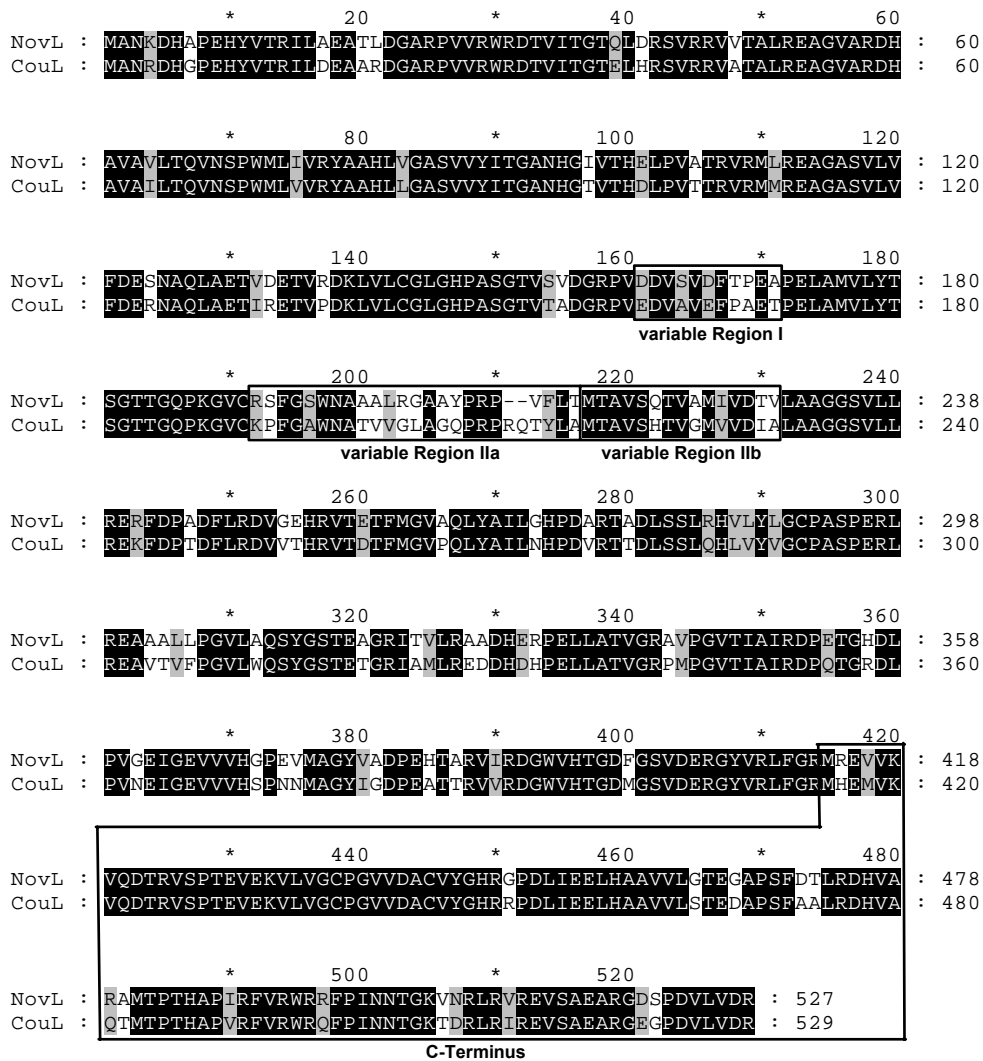 * 20 * 40 * 60
NovL : MANKDHAPEHYVTRILAEATLDGARPVVRWRDTVITGTQLDRSVRRVVTALREAGVARDH : 60
CouL : MANRDHGPEHYVTRILDEAARDGARPVVRWRDTVITGTELHRSVRRVATALREAGVARDH : 60
* 80 * 100 * 120
NovL : AVAVLTQVNSPWMLIVRYAAHLVGASVVYITGANHGIVTHELPVATRVRMLREAGASVLV : 120
CouL : AVAILTQVNSPWMLVVRYAAHLLGASVVYITGANHGTVTHDLPVTTRVRMMREAGASVLV : 120
* 140 * 160 * 180
NovL : FDESNAQLAETVDETVRDKLVLCGLGHPASGTVSVDGRPVDDVSVDFTPEAPELAMVLYT : 180
CouL : FDERNAQLAETIRETVPDKLVLCGLGHPASGTVTADGRPVEDVAVEFPAETPELAMVLYT : 180
variable Region I
* 200 * 220 * 240
NovL : SGTTGQPKGVCRSFGSWNAAALRGAAYPRP--VFLTMTAVSQTVAMIVDTVLAAGGSVLL : 238
CouL : SGTTGQPKGVCKPFGAWNATVVGLAGQPRPRQTYLAMTAVSHTVGMVVDIALAAGGSVLL : 240
variable Region IIa variable Region IIb
* 260 * 280 * 300
NovL : RERFDPADFLRDVGEHRVTETFMGVAQLYAILGHPDARTADLSSLRHVLYLGCPASPERL : 298
CouL : REKFDPTDFLRDVVTHRVTDTFMGVPQLYAILNHPDVRTTDLSSLQHLVYVGCPASPERL : 300
* 320 * 340 * 360
NovL : REAAALLPGVLAQSYGSTEAGRITVLRAADHERPELLATVGRAVPGVTIAIRDPETGHDL : 358
CouL : REAVTVFPGVLWQSYGSTETGRIAMLREDDHDHPELLATVGRPMPGVTIAIRDPQTGRDL : 360
* 380 * 400 * 420
NovL : PVGEIGEVVVHGPEVMAGYVADPEHTARVIRDGWVHTGDFGSVDERGYVRLFGRMREVVK : 418
CouL : PVNEIGEVVVHSPNNMAGYIGDPEATTRVVRDGWVHTGDMGSVDERGYVRLFGRMHEMVK : 420
* 440 * 460 * 480
NovL : VQDTRVSPTEVEKVLVGCPGVVDACVYGHRGPDLIEELHAAVVLGTEGAPSFDTLRDHVA : 478
CouL : VQDTRVSPTEVEKVLVGCPGVVDACVYGHRRPDLIEELHAAVVLSTEDAPSFAALRDHVA : 480
* 500 * 520
NovL : RAMTPTHAPIRFVRWRRFPINNTGKVNRLRVREVSAEARGDSPDVLVDR : 527
CouL : QTMTPTHAPVRFVRWRQFPINNTGKTDRLRIREVSAEARGEGPDVLVDR : 529
C-Terminus